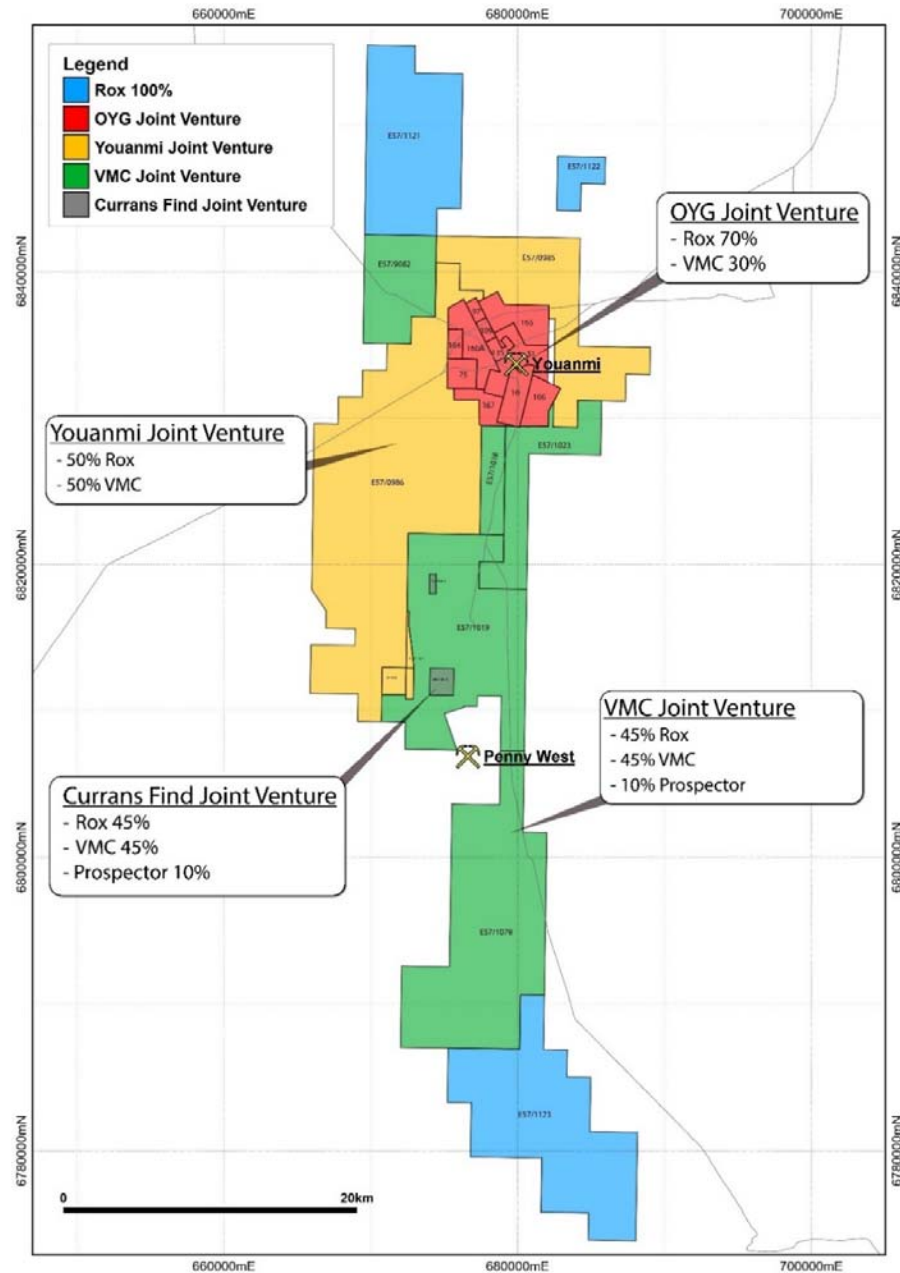 660000mE
680000mE
700000mE
Legend
Rox 100%
OYG Joint Venture
Youanmi Joint Venture
VMC Joint Venture
Currans Find Joint Venture
E57/1121
E57/1122
OYG Joint Venture
- Rox 70%
- VMC 30%
6840000mN
6840000mN
E57/0985
E57/9082
Youanmi
E57/1023
Youanmi Joint Venture
- 50% Rox
- 50% VMC
E57/0986
6820000mN
6820000mN
E57/1019
VMC Joint Venture
- 45% Rox
- 45% VMC
- 10% Prospector
Penny West
Currans Find Joint Venture
- Rox 45%
- VMC 45%
- Prospector 10%
6800000mN
6800000mN
E57/1079
E57/1123
6780000mN
6780000mN
0
20km
660000mE
680000mE
700000mE